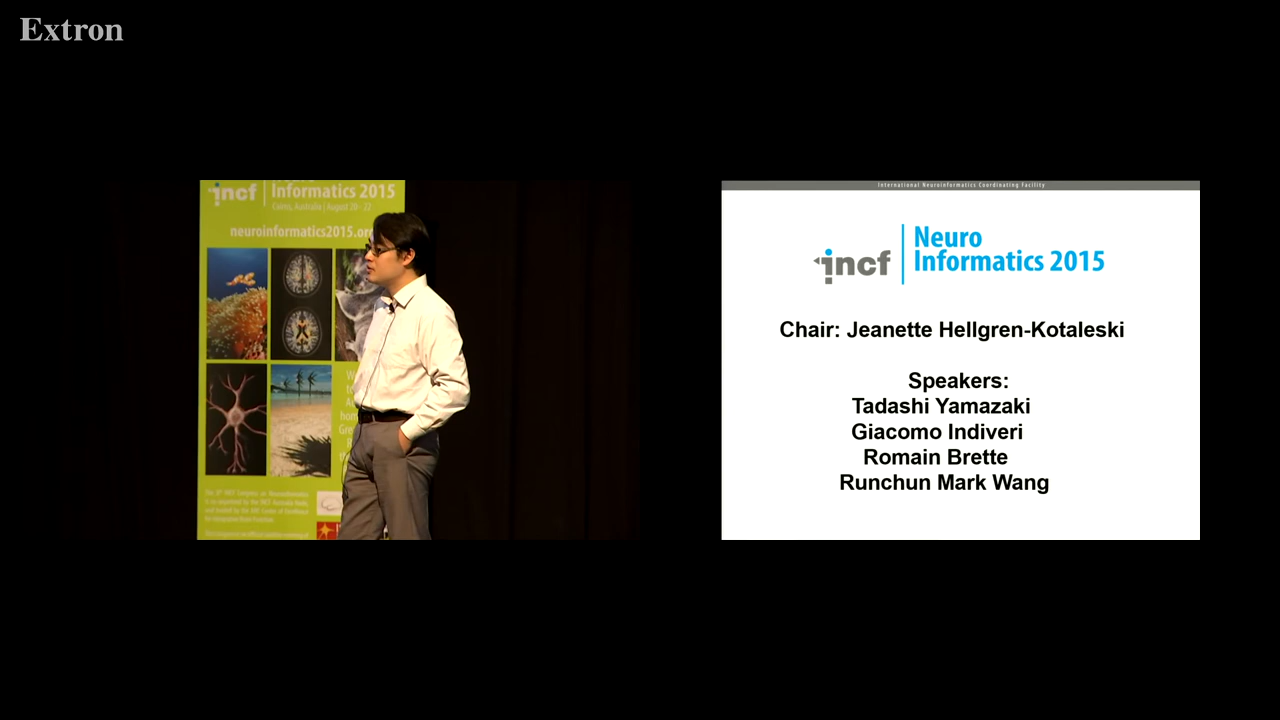 Extron
incf
Neuro
Informatics 2015
Cairns, Australia | August 20 - 22
neuroinformatics2015.org
International Neuroinformatics Coordinating Facility
incf
Neuro
Informatics 2015
Chair: Jeanette Hellgren-Kotaleski
Speakers:
Tadashi Yamazaki
Giacomo Indiveri
Romain Brette
Runchun Mark Wang